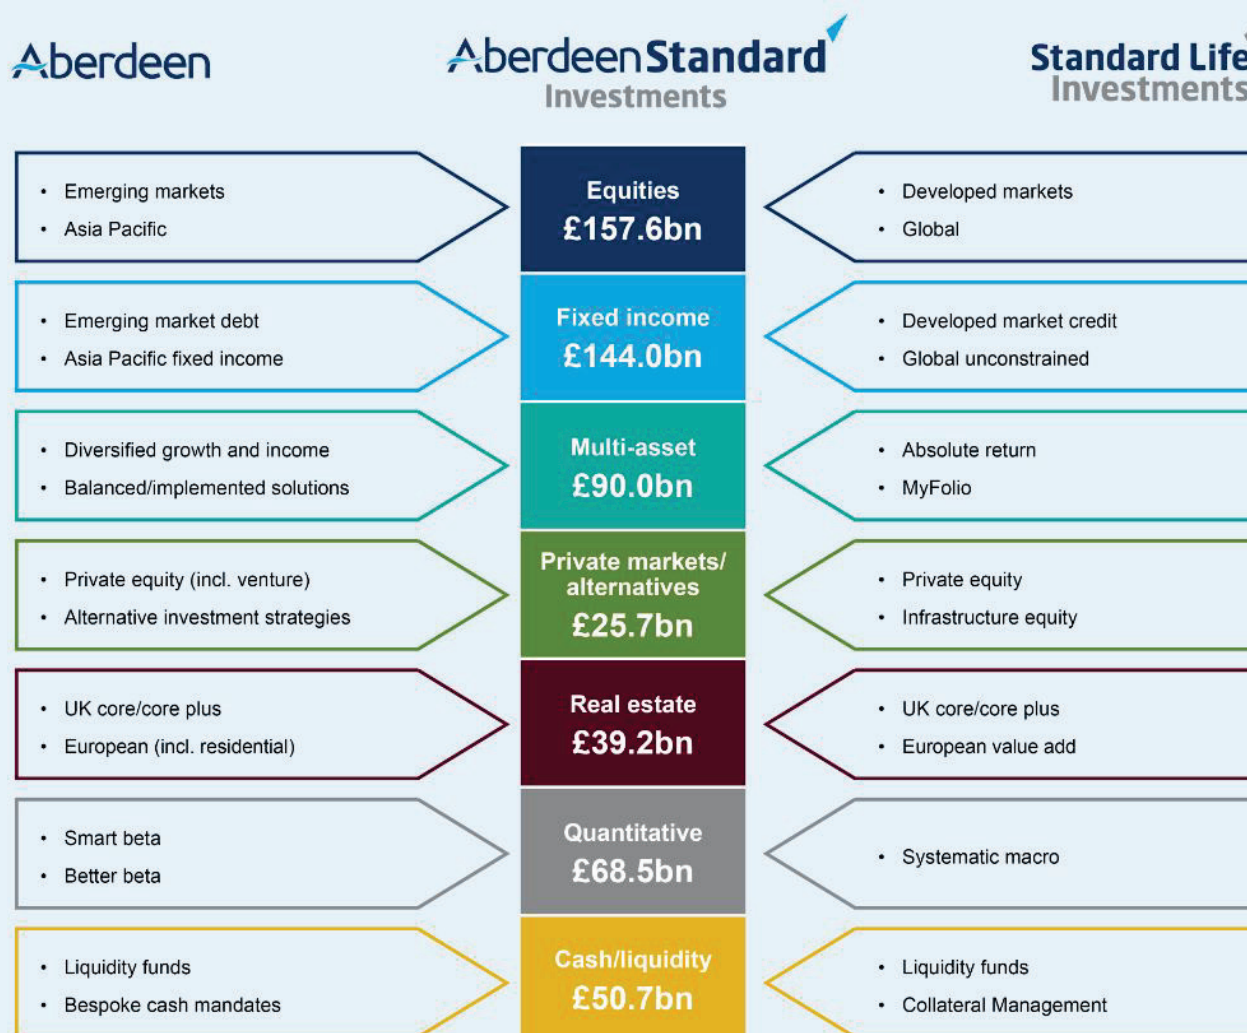 Aberdeen
Aberdeen Standard
Investments
Standard Life
Investments
• Emerging markets
• Asia Pacific
Equities
£157.6bn
• Developed markets
• Global
• Emerging market debt
• Asia Pacific fixed income
Fixed income
£144.0bn
• Developed market credit
• Global unconstrained
• Diversified growth and income
• Balanced/implemented solutions
Multi-asset
£90.0bn
• Absolute return
• MyFolio
• Private equity (incl. venture)
• Alternative investment strategies
Private markets/
alternatives
£25.7bn
• Private equity
• Infrastructure equity
• UK core/core plus
• European (incl. residential)
Real estate
£39.2bn
• UK core/core plus
• European value add
• Smart beta
• Better beta
Quantitative
£68.5bn
• Systematic macro
• Liquidity funds
• Bespoke cash mandates
Cash/liquidity
£50.7bn
• Liquidity funds
• Collateral Management